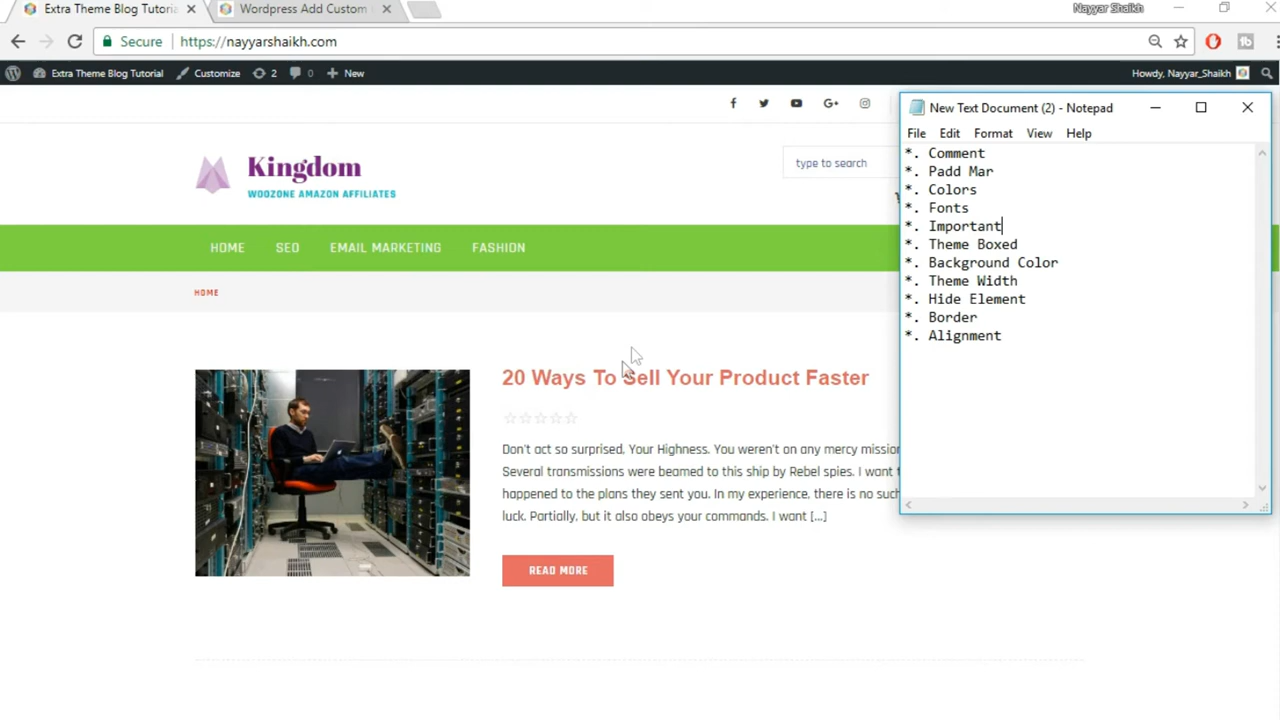 Extra Theme Blog Tutoria
Wordpress Add Custom
Nayyar Shaikh
Secure
https://nayyarshaikh.com
Extra Theme Blog Tutorial
Customize
2
0
New
Howdy, Nayyar_Shaikh
Kingdom
WOOZONE AMAZON AFFILIATES
type to search
HOME
SEO
EMAIL MARKETING
FASHION
HOME
20 Ways To Sell Your Product Faster
Don't act so surprised, Your Highness. You weren't on any mercy missio
Several transmissions were beamed to this ship by Rebel spies. I want
happened to the plans they sent you. In my experience, there is no such
luck. Partially, but it also obeys your commands. I want [...]
READ MORE
New Text Document (2) - Notepad
File Edit Format View Help
*. Comment
*. Padd Mar
*. Colors
*. Fonts
*. Important
*. Theme Boxed
*. Background Color
*. Theme Width
*. Hide Element
*. Border
*. Alignment